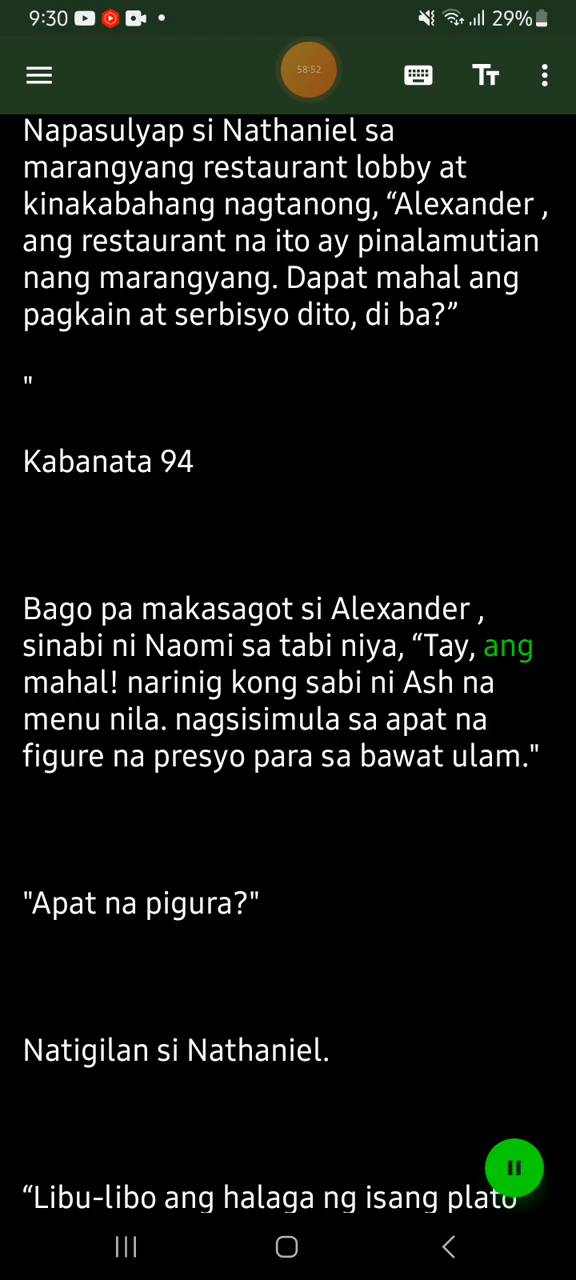 9:30
29%
58:52
Napasulyap si Nathaniel sa
marangyang restaurant lobby at
kinakabahang nagtanong, “Alexander ,
ang restaurant na ito ay pinalamutian
nang marangyang. Dapat mahal ang
pagkain at serbisyo dito, di ba?”
"
Kabanata 94
Bago pa makasagot si Alexander ,
sinabi ni Naomi sa tabi niya, “Tay, ang
mahal! narinig kong sabi ni Ash na
menu nila. nagsisimula sa apat na
figure na presyo para sa bawat ulam."
"Apat na pigura?"
Natigilan si Nathaniel.
“Libu-libo ang halaga ng isang plato